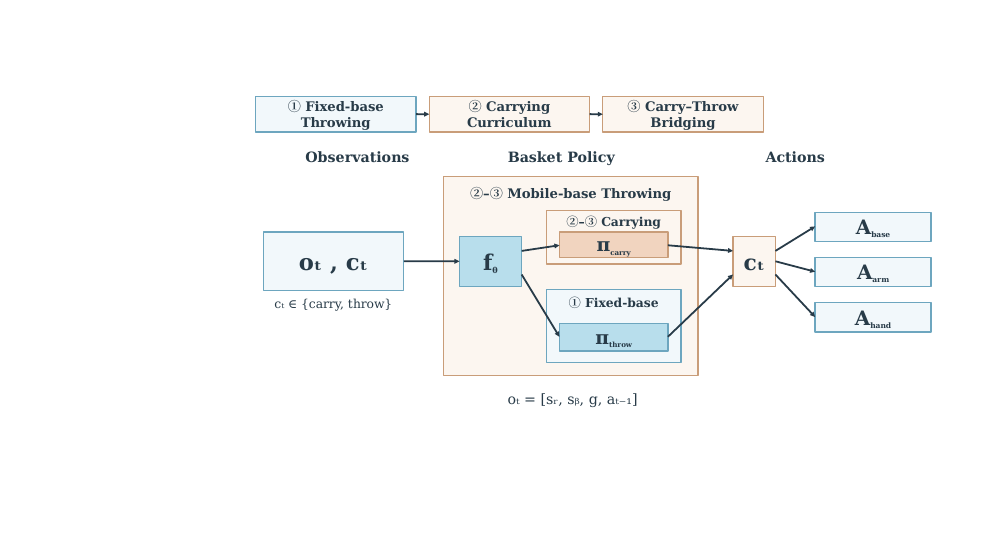 ① Fixed-base
Throwing
② Carrying
Curriculum
③ Carry–Throw
Bridging
Observations
Basket Policy
Actions
②–③ Mobile-base Throwing
②–③ Carrying
πcarry
① Fixed-base
πthrow
oₜ , cₜ
cₜ ∈ {carry, throw}
fθ
cₜ
Abase
Aarm
Ahand
oₜ = [sᵣ, sᵦ, g, aₜ₋₁]